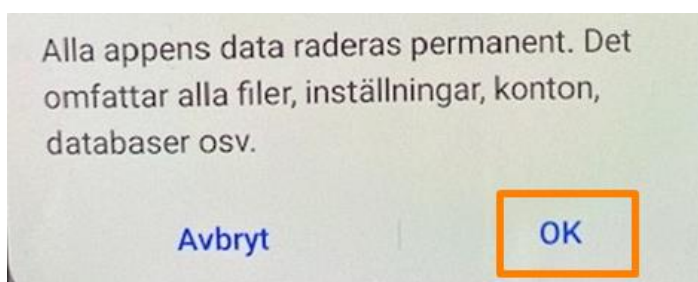 Alla appens data raderas permanent. Det
omfattar alla filer, inställningar, konton,
databaser osv.
Avbryt OK